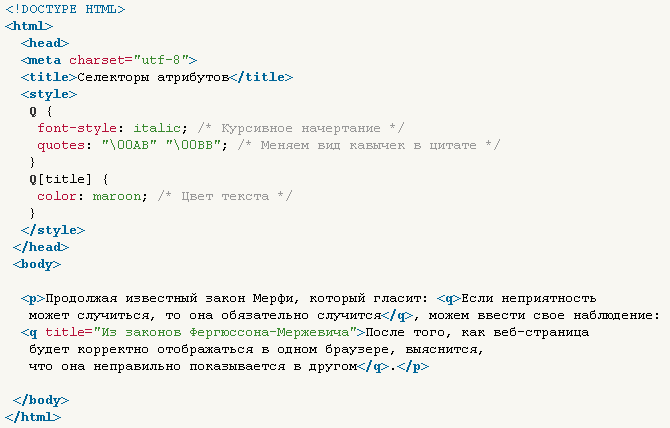 <!DOCTYPE HTML>
<html>
<head>
<meta charset="utf-8">
<title>Селекторы атрибутов</title>
<style>
Q {
font-style: italic; /* Курсивное начертание */
quotes: "\00AB" "\00BB"; /* Меняем вид кавычек в цитате */
}
Q[title] {
color: maroon; /* Цвет текста */
}
</style>
</head>
<body>
<p>Продолжая известный закон Мерфи, который гласит: <q>Если неприятность
может случиться, то она обязательно случится</q>, можем ввести свое наблюдение:
<q title="Из законов Фергюссона-Мержевича">После того, как веб-страница
будет корректно отображаться в одном браузере, выяснится,
что она неправильно показывается в другом</q>.</p>
</body>
</html>